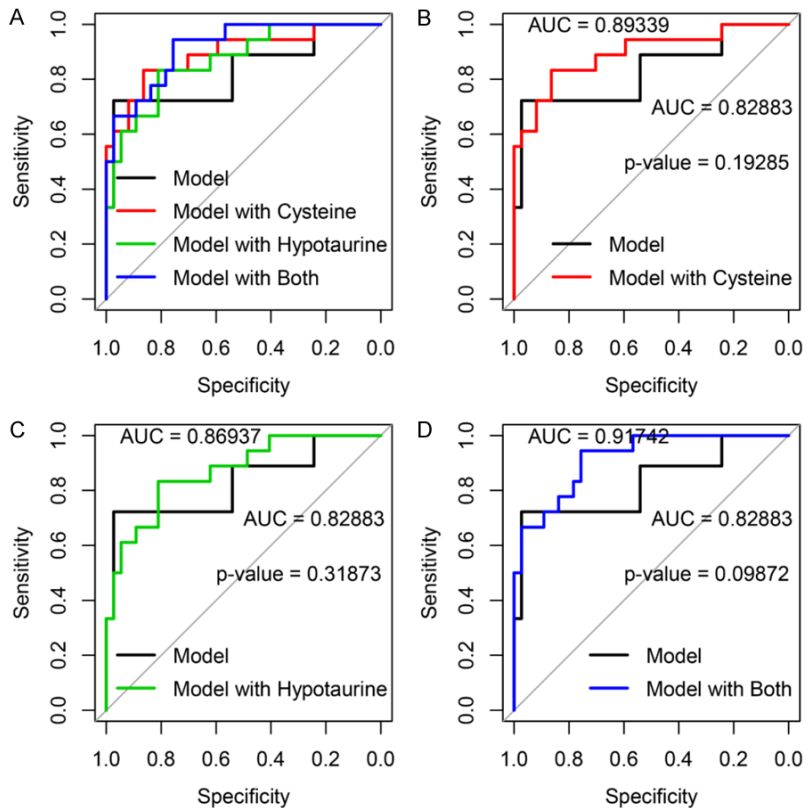 A
Sensitivity
1.0
0.8
0.6
0.4
0.2
0.0
Model
Model with Cysteine
Model with Hypotaurine
Model with Both
1.0 0.8 0.6 0.4 0.2 0.0
Specificity
B
Sensitivity
1.0
0.8
0.6
0.4
0.2
0.0
AUC = 0.89339
AUC = 0.82883
p-value = 0.19285
Model
Model with Cysteine
1.0 0.8 0.6 0.4 0.2 0.0
Specificity
C
Sensitivity
1.0
0.8
0.6
0.4
0.2
0.0
AUC = 0.86937
AUC = 0.82883
p-value = 0.31873
Model
Model with Hypotaurine
1.0 0.8 0.6 0.4 0.2 0.0
Specificity
D
Sensitivity
1.0
0.8
0.6
0.4
0.2
0.0
AUC = 0.91742
AUC = 0.82883
p-value = 0.09872
Model
Model with Both
1.0 0.8 0.6 0.4 0.2 0.0
Specificity